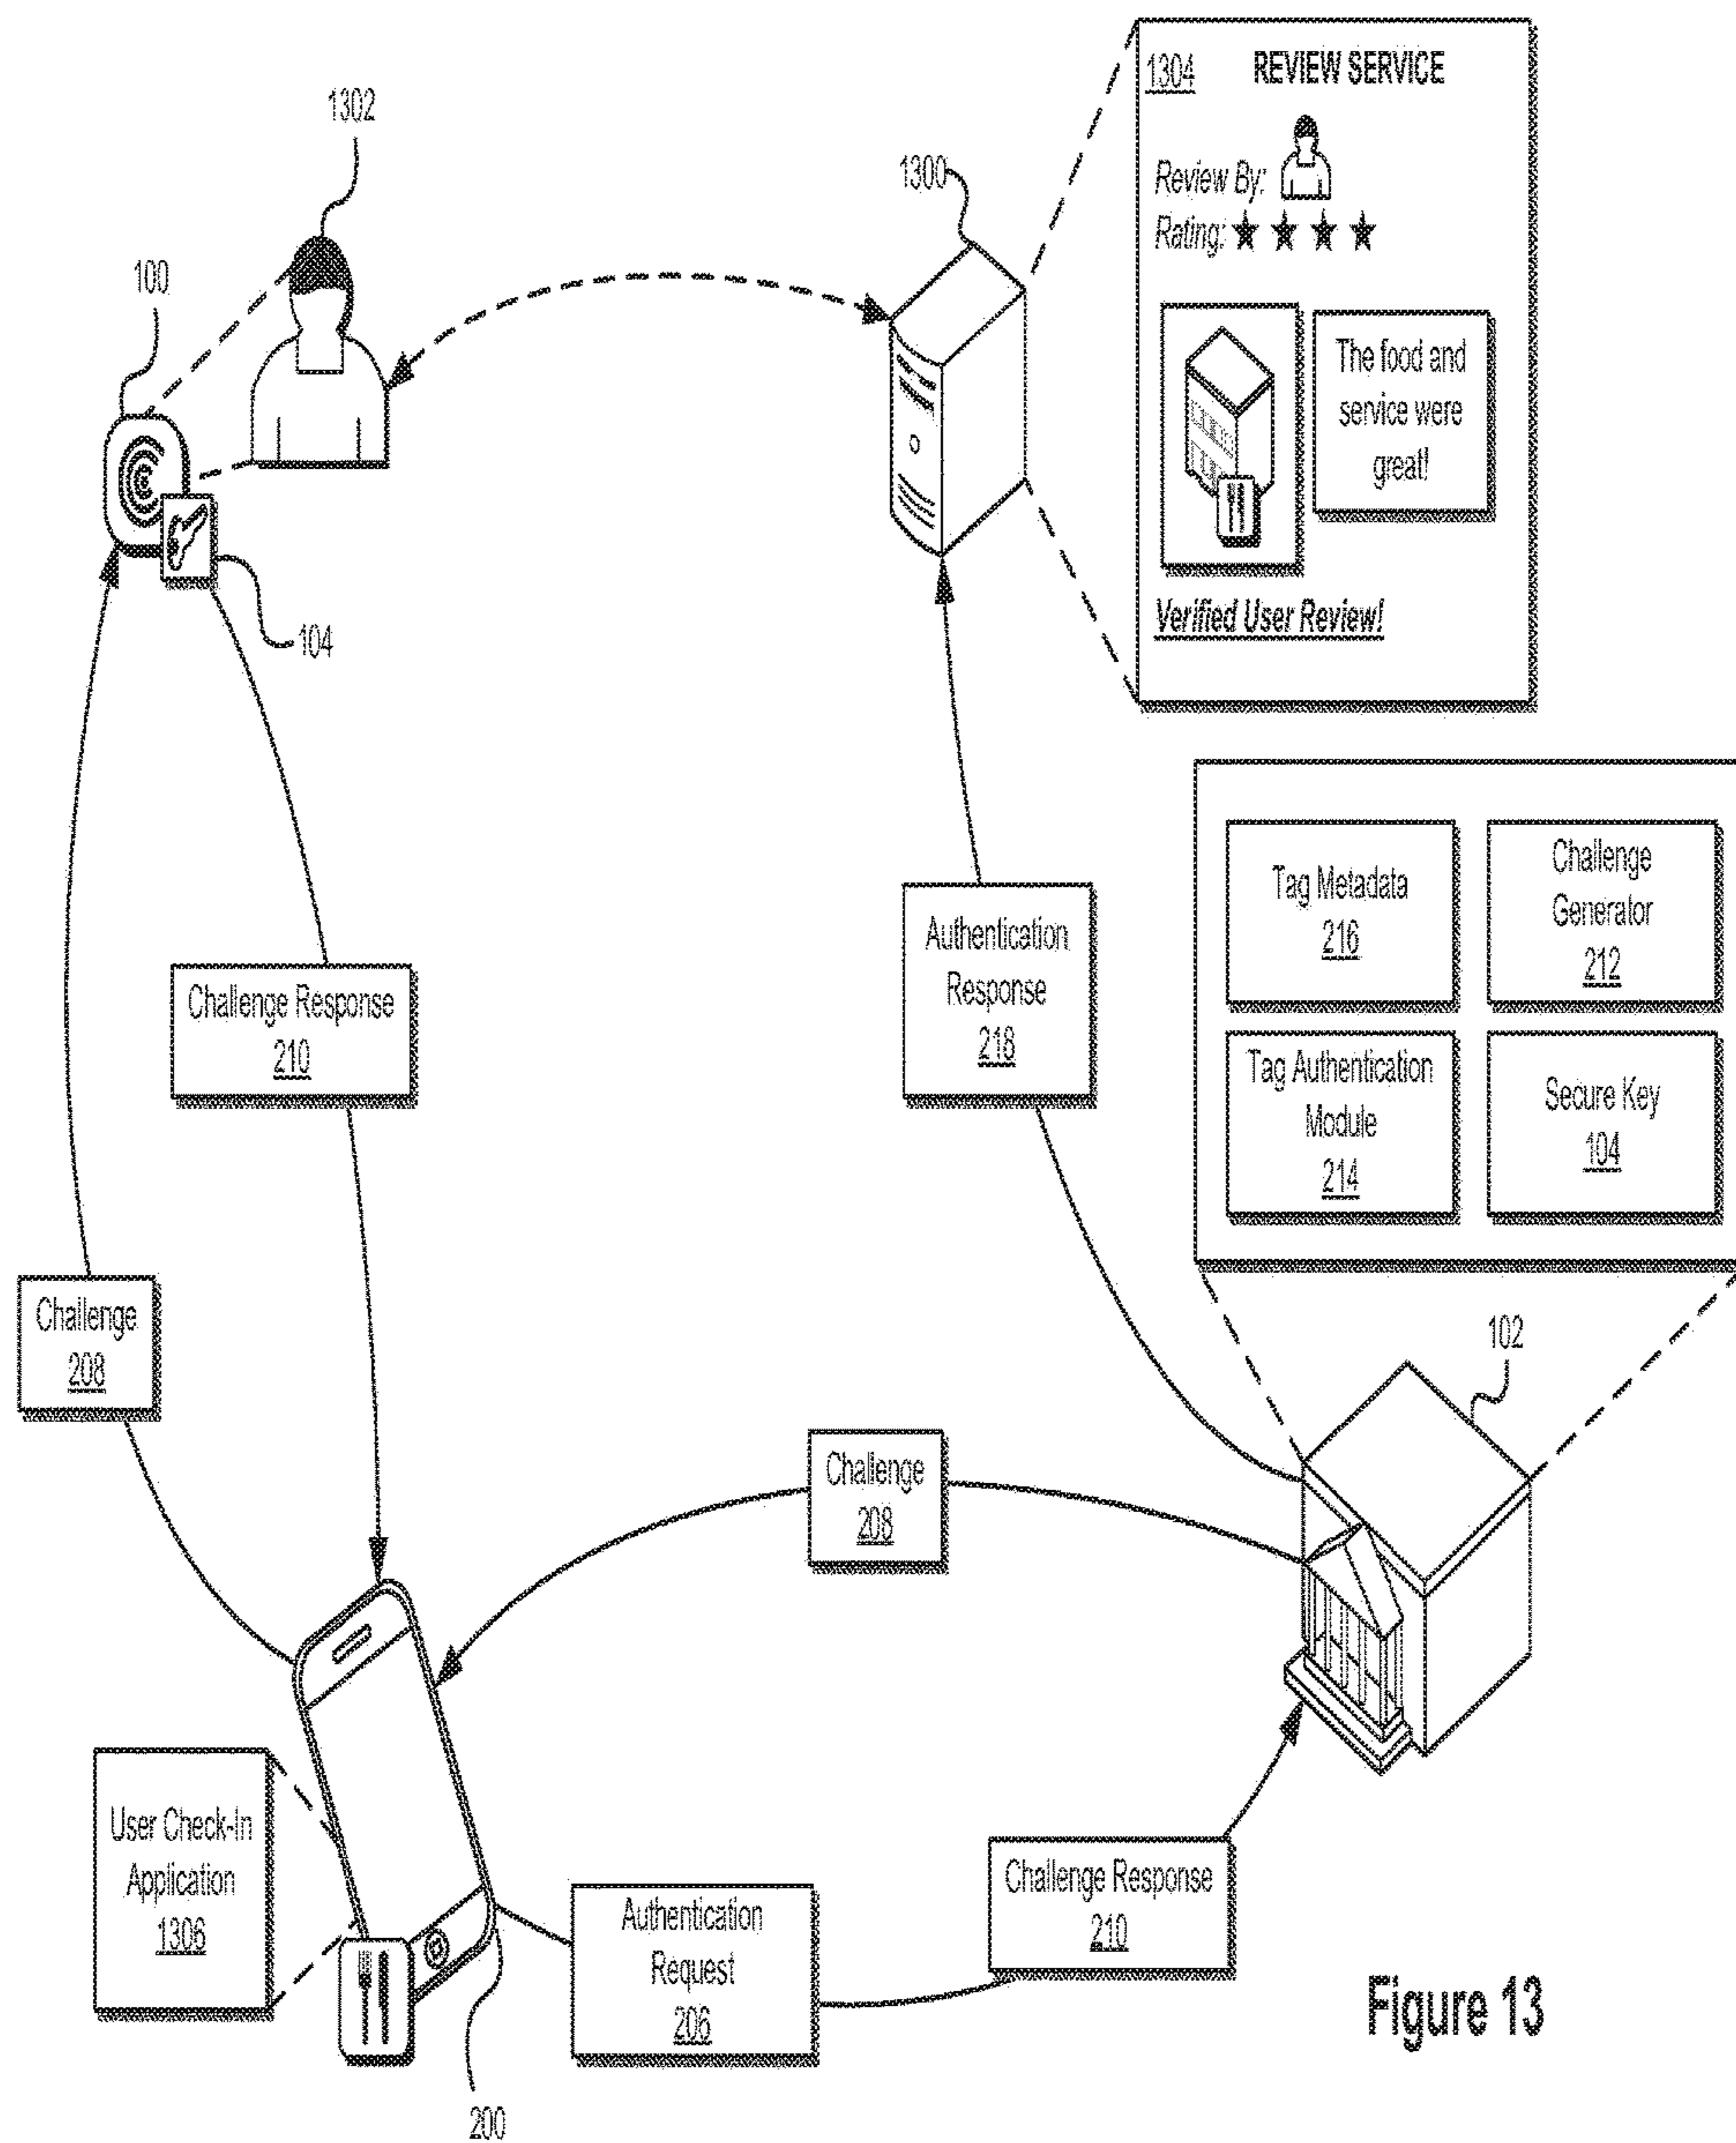 1302
1300
100
104
1304
REVIEW SERVICE
Review By:
Rating: ★ ★ ★ ★
The food and
service were
great!
Verified User Review!
Tag Metadata
216
Challenge
Generator
212
Tag Authentication
Module
214
Secure Key
104
Authentication
Response
218
Challenge Response
210
Challenge
208
102
Challenge
208
User Check-In
Application
1306
Authentication
Request
206
Challenge Response
210
200
Figure 13